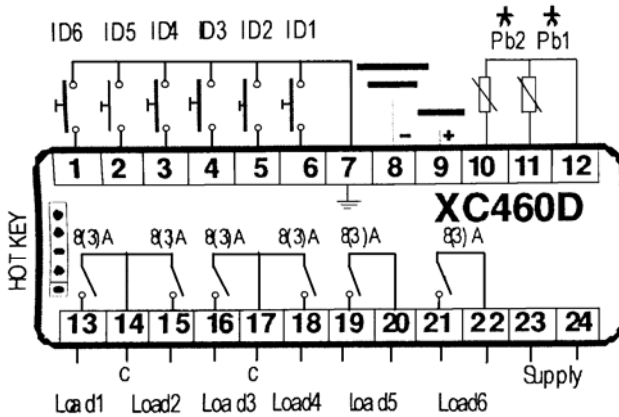 ID6 ID5 ID4 ID3 ID2 ID1
* *
Pb2 Pb1
- +
1 2 3 4 5 6 7 8 9 10 11 12
XC460D
HOT KEY
8(3)A 8(3)A 8(3)A 8(3)A 8(3)A 8(3)A
13 14 15 16 17 18 19 20 21 22 23 24
C C Supply
Load1 Load2 Load3 Load4 Load5 Load6